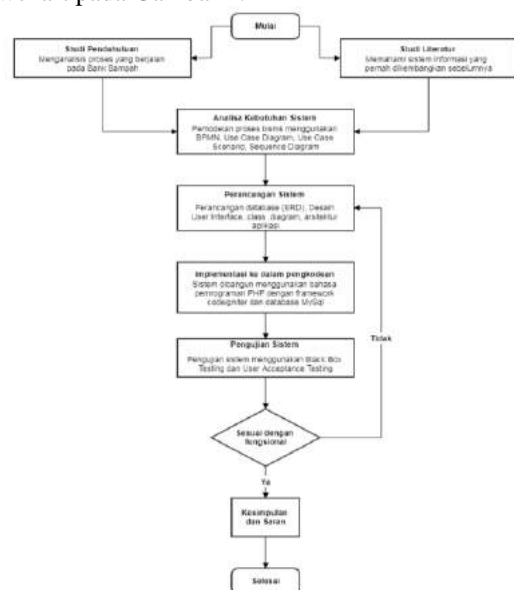 pada Gambar
Mulai
Studi Pendahuluan
Menganalisis proses yang berjalan
pada Bank Sampah
Studi Literatur
Memahami sistem informasi yang
pernah dikembangkan sebelumnya
Analisa Kebutuhan Sistem
Pemodelan proses bisnis menggunakan
BPMN, Use Case Diagram, Use Case
Scenario, Sequence Diagram
Perancangan Sistem
Perancangan database (ERD), Desain
User Interface, class diagram, arsitektur
aplikasi
Implementasi ke dalam pengkodean
Sistem dibangun menggunakan bahasa
pemrograman PHP dengan framework
codeigniter dan database MySql
Tidak
Pengujian Sistem
Pengujian sistem menggunakan Black Box
Testing dan User Acceptance Testing
Sesuai dengan
fungsional
Ya
Kesimpulan
dan Saran
Selesai